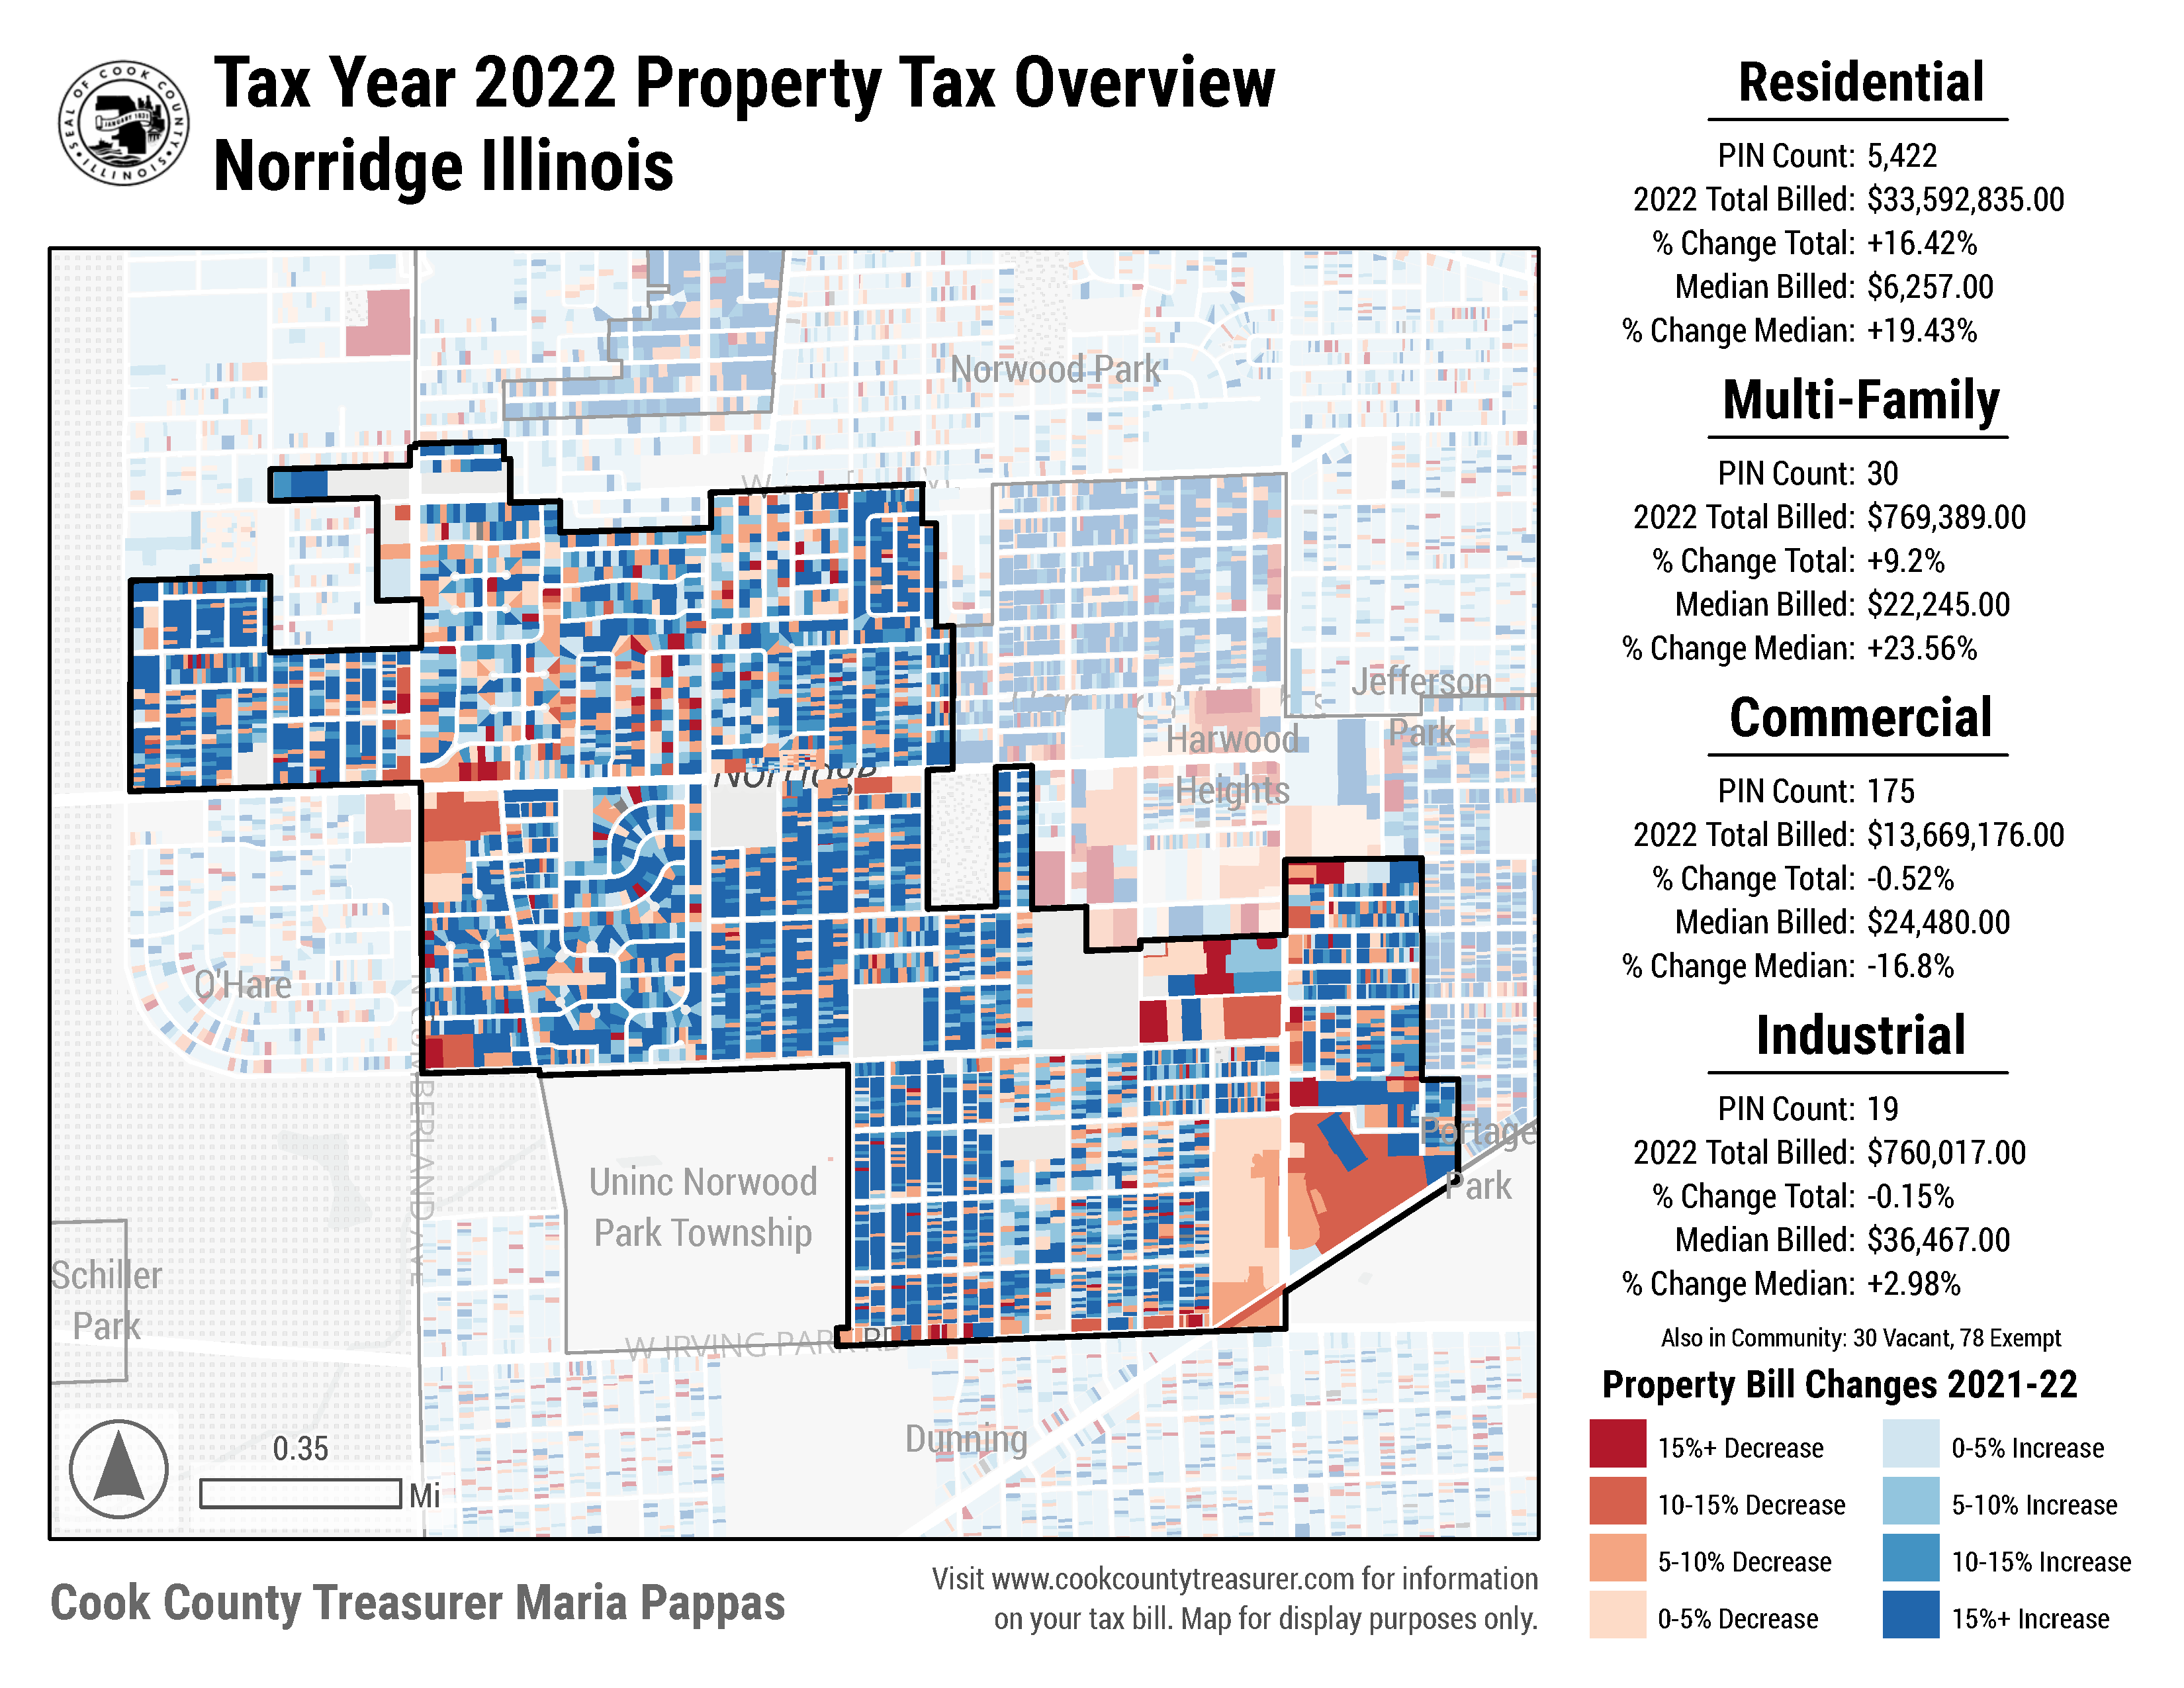 SEAL OF COOK COUNTY
ILLINOIS
JANUARY 1831
Tax Year 2022 Property Tax Overview
Norridge Illinois
Norwood Park
Jefferson
Park
Harwood
Heights
Norridge
O'Hare
Uninc Norwood
Park Township
Portage
Park
Schiller
Park
W IRVING PARK RD
Dunning
0.35
Mi
Residential
PIN Count: 5,422
2022 Total Billed: $33,592,835.00
% Change Total: +16.42%
Median Billed: $6,257.00
% Change Median: +19.43%
Multi-Family
PIN Count: 30
2022 Total Billed: $769,389.00
% Change Total: +9.2%
Median Billed: $22,245.00
% Change Median: +23.56%
Commercial
PIN Count: 175
2022 Total Billed: $13,669,176.00
% Change Total: -0.52%
Median Billed: $24,480.00
% Change Median: -16.8%
Industrial
PIN Count: 19
2022 Total Billed: $760,017.00
% Change Total: -0.15%
Median Billed: $36,467.00
% Change Median: +2.98%
Also in Community: 30 Vacant, 78 Exempt
Property Bill Changes 2021-22
15%+ Decrease
0-5% Increase
10-15% Decrease
5-10% Increase
5-10% Decrease
10-15% Increase
0-5% Decrease
15%+ Increase
Cook County Treasurer Maria Pappas
Visit www.cookcountytreasurer.com for information
on your tax bill. Map for display purposes only.